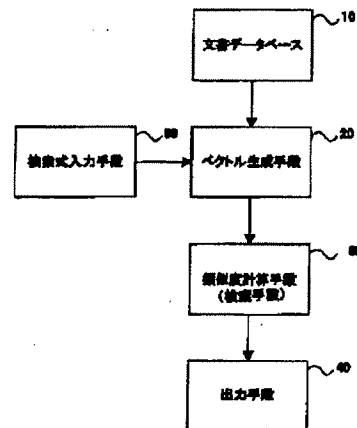 10
文書データベース
検索式入力手段
20
ベクトル生成手段
類似度計算手段
(検索手段)
40
出力手段